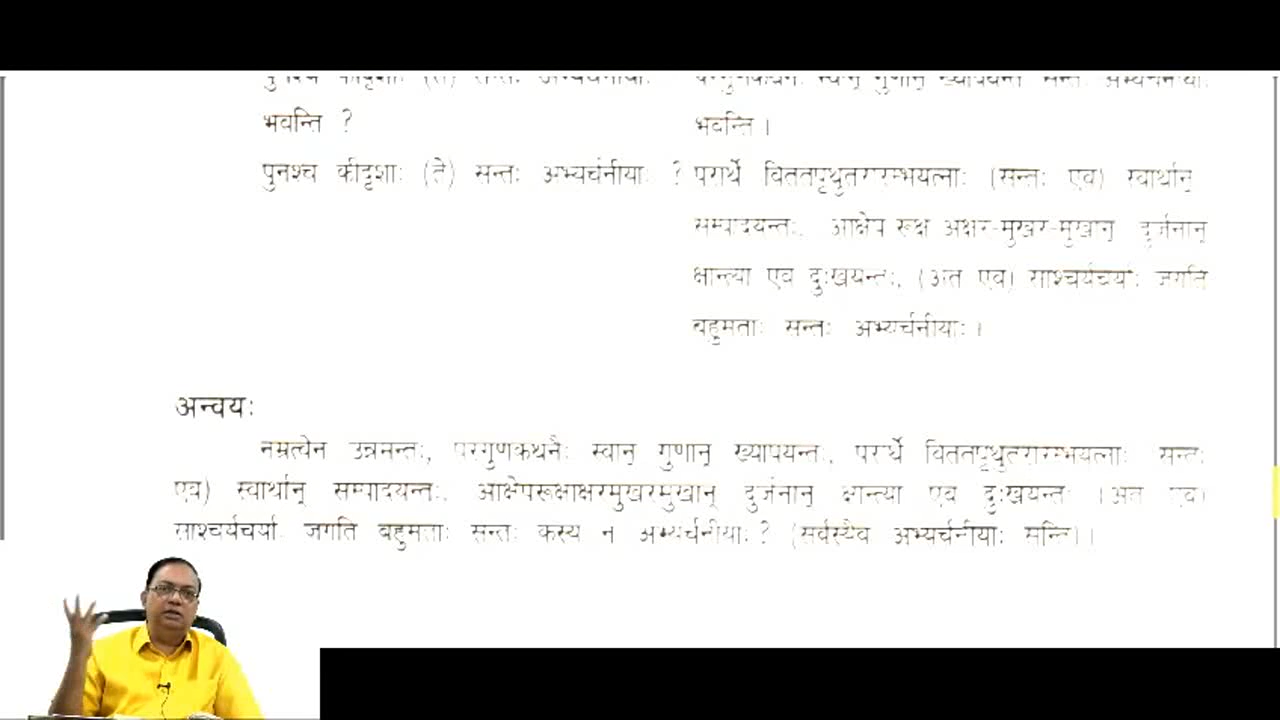 भवन्ति ?
भवन्ति ।
पुनश्च कीदृशाः (ते) सन्तः अभ्यर्चनीयाः ?
परार्थे विततपृथुतरारम्भयत्नाः (सन्तः एव) स्वार्थान्
सम्पादयन्तः, आक्षेप रूक्ष अक्षर-मुखर-मुखान् दुर्जनान्
क्षान्त्या एव दुःखयन्तः, (अत एव) साश्चर्यचर्याः जगति
बहुमताः सन्तः अभ्यर्चनीयाः ।
अन्वयः
नम्रत्वेन उन्नमन्तः, परगुणकथनैः स्वान् गुणान् ख्यापयन्तः, परार्थे विततपृथुतरारम्भयत्नाः सन्तः
एव) स्वार्थान् सम्पादयन्तः, आक्षेपरूक्षाक्षरमुखरमुखान् दुर्जनान् क्षान्त्या एव दुःखयन्तः (अत एव)
साश्चर्यचर्याः जगति बहुमताः सन्तः कस्य न अभ्यर्चनीयाः ? (सर्वस्यैव अभ्यर्चनीयाः सन्ति) ।